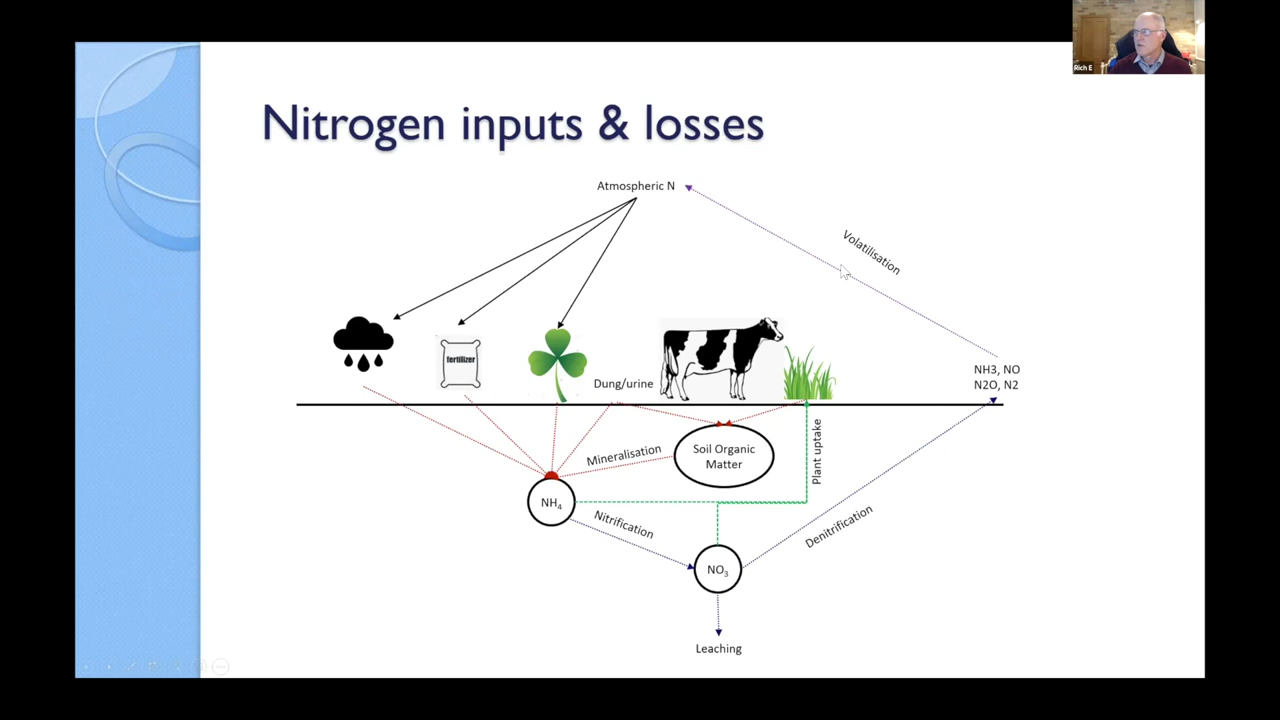 Rich E
Nitrogen inputs & losses
Atmospheric N
Volatilisation
fertilizer
Dung/urine
NH3, NO
N2O, N2
Plant uptake
Mineralisation
Soil Organic
Matter
NH₄
Nitrification
Denitrification
NO₃
Leaching